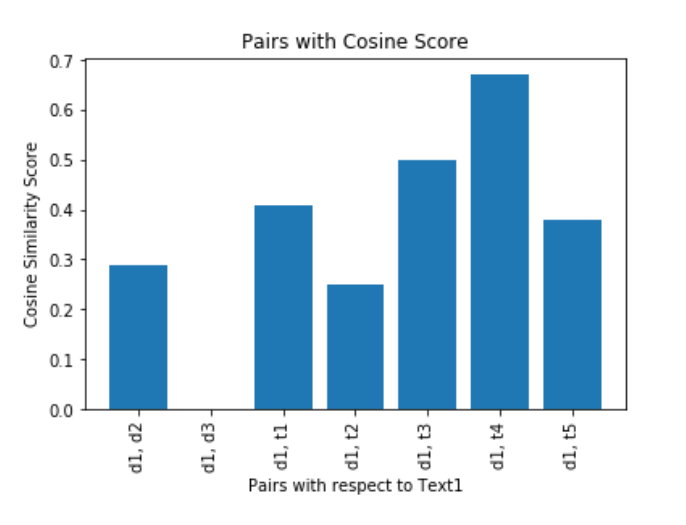 Pairs with Cosine Score
Cosine Similarity Score
0.7
0.6
0.5
0.4
0.3
0.2
0.1
0.0
d1, d2
d1, d3
d1, t1
d1, t2
d1, t3
d1, t4
d1, t5
Pairs with respect to Text1